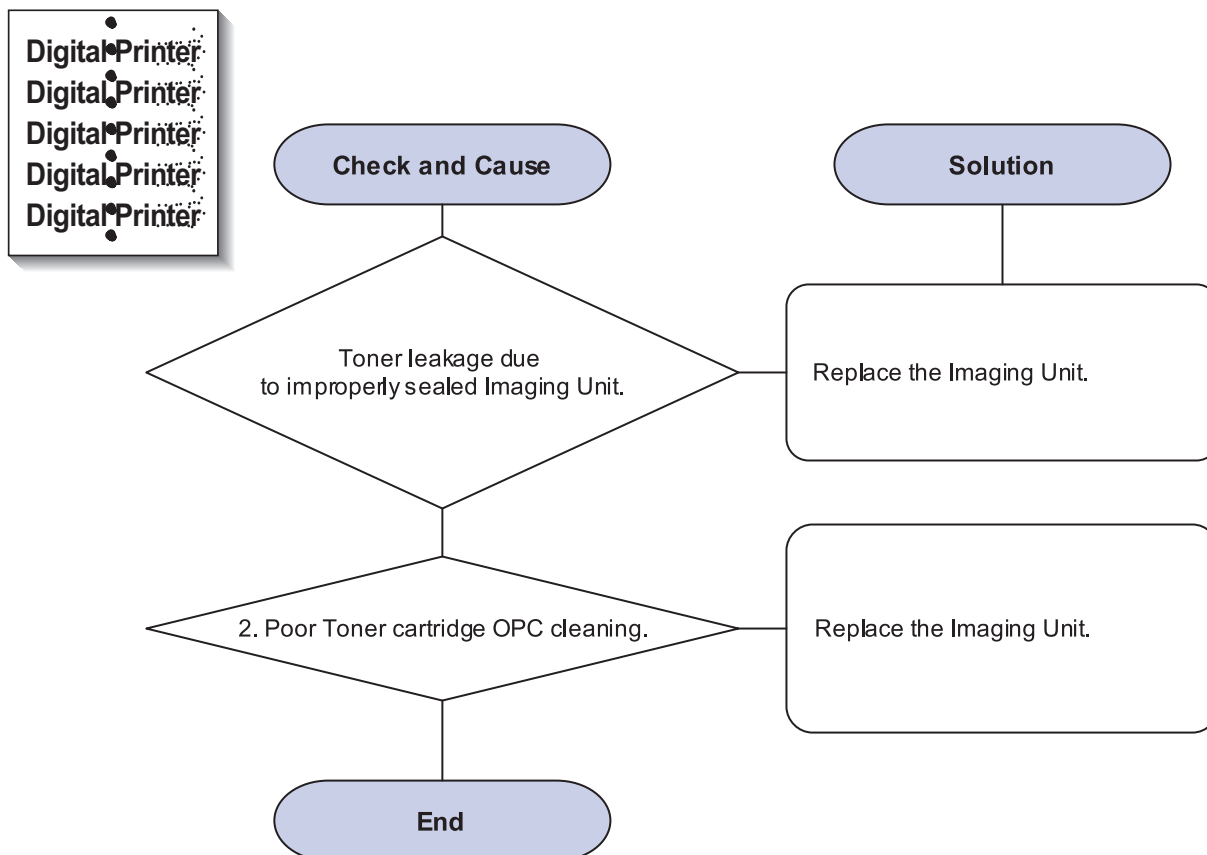 Digital Printer
Digital Printer
Digital Printer
Digital Printer
Digital Printer
Check and Cause
Solution
Toner leakage due
to improperly sealed Imaging Unit.
Replace the Imaging Unit.
2. Poor Toner cartridge OPC cleaning.
Replace the Imaging Unit.
End